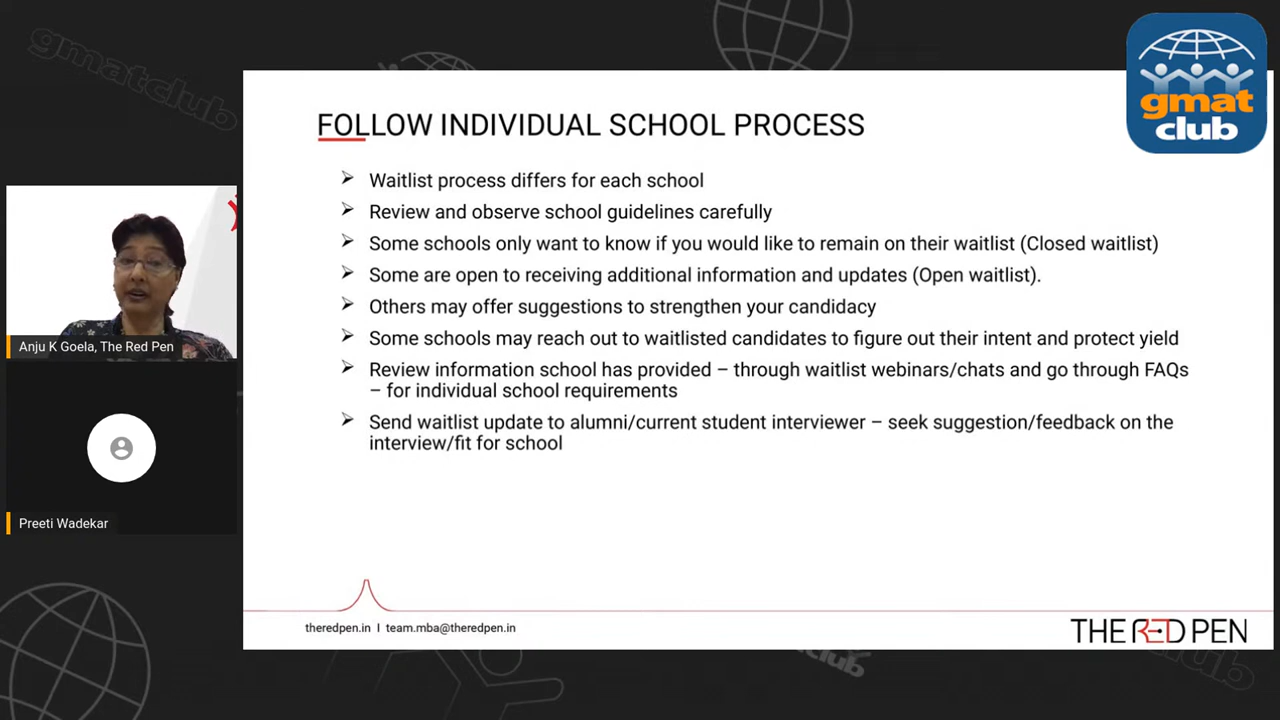 gmatclub
gmat
club
FOLLOW INDIVIDUAL SCHOOL PROCESS
Waitlist process differs for each school
Review and observe school guidelines carefully
Some schools only want to know if you would like to remain on their waitlist (Closed waitlist)
Some are open to receiving additional information and updates (Open waitlist).
Others may offer suggestions to strengthen your candidacy
Some schools may reach out to waitlisted candidates to figure out their intent and protect yield
Review information school has provided – through waitlist webinars/chats and go through FAQs
– for individual school requirements
Send waitlist update to alumni/current student interviewer – seek suggestion/feedback on the
interview/fit for school
Anju K Goela, The Red Pen
Preeti Wadekar
theredpen.in I team.mba@theredpen.in
THE RED PEN
club